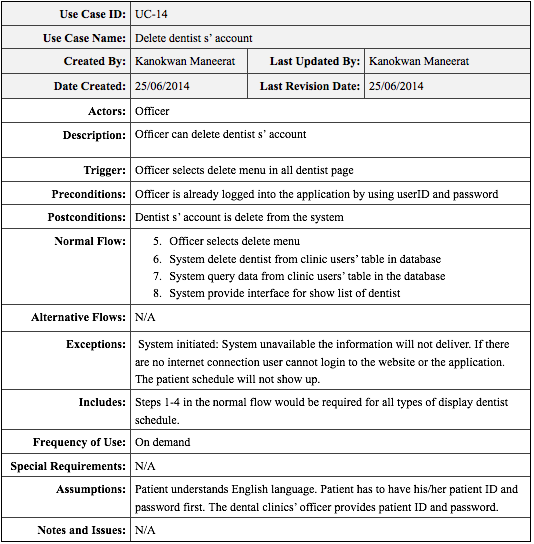 Use Case ID: UC-14
Use Case Name: Delete dentist s’ account
Created By: Kanokwan Maneerat Last Updated By: Kanokwan Maneerat
Date Created: 25/06/2014 Last Revision Date: 25/06/2014
Actors: Officer
Description: Officer can delete dentist s’ account
Trigger: Officer selects delete menu in all dentist page
Preconditions: Officer is already logged into the application by using userID and password
Postconditions: Dentist s’ account is delete from the system
Normal Flow: 5. Officer selects delete menu
6. System delete dentist from clinic users’ table in database
7. System query data from clinic users’ table in the database
8. System provide interface for show list of dentist
Alternative Flows: N/A
Exceptions: System initiated: System unavailable the information will not deliver. If there
are no internet connection user cannot login to the website or the application.
The patient schedule will not show up.
Includes: Steps 1-4 in the normal flow would be required for all types of display dentist
schedule.
Frequency of Use: On demand
Special Requirements: N/A
Assumptions: Patient understands English language. Patient has to have his/her patient ID and
password first. The dental clinics’ officer provides patient ID and password.
Notes and Issues: N/A